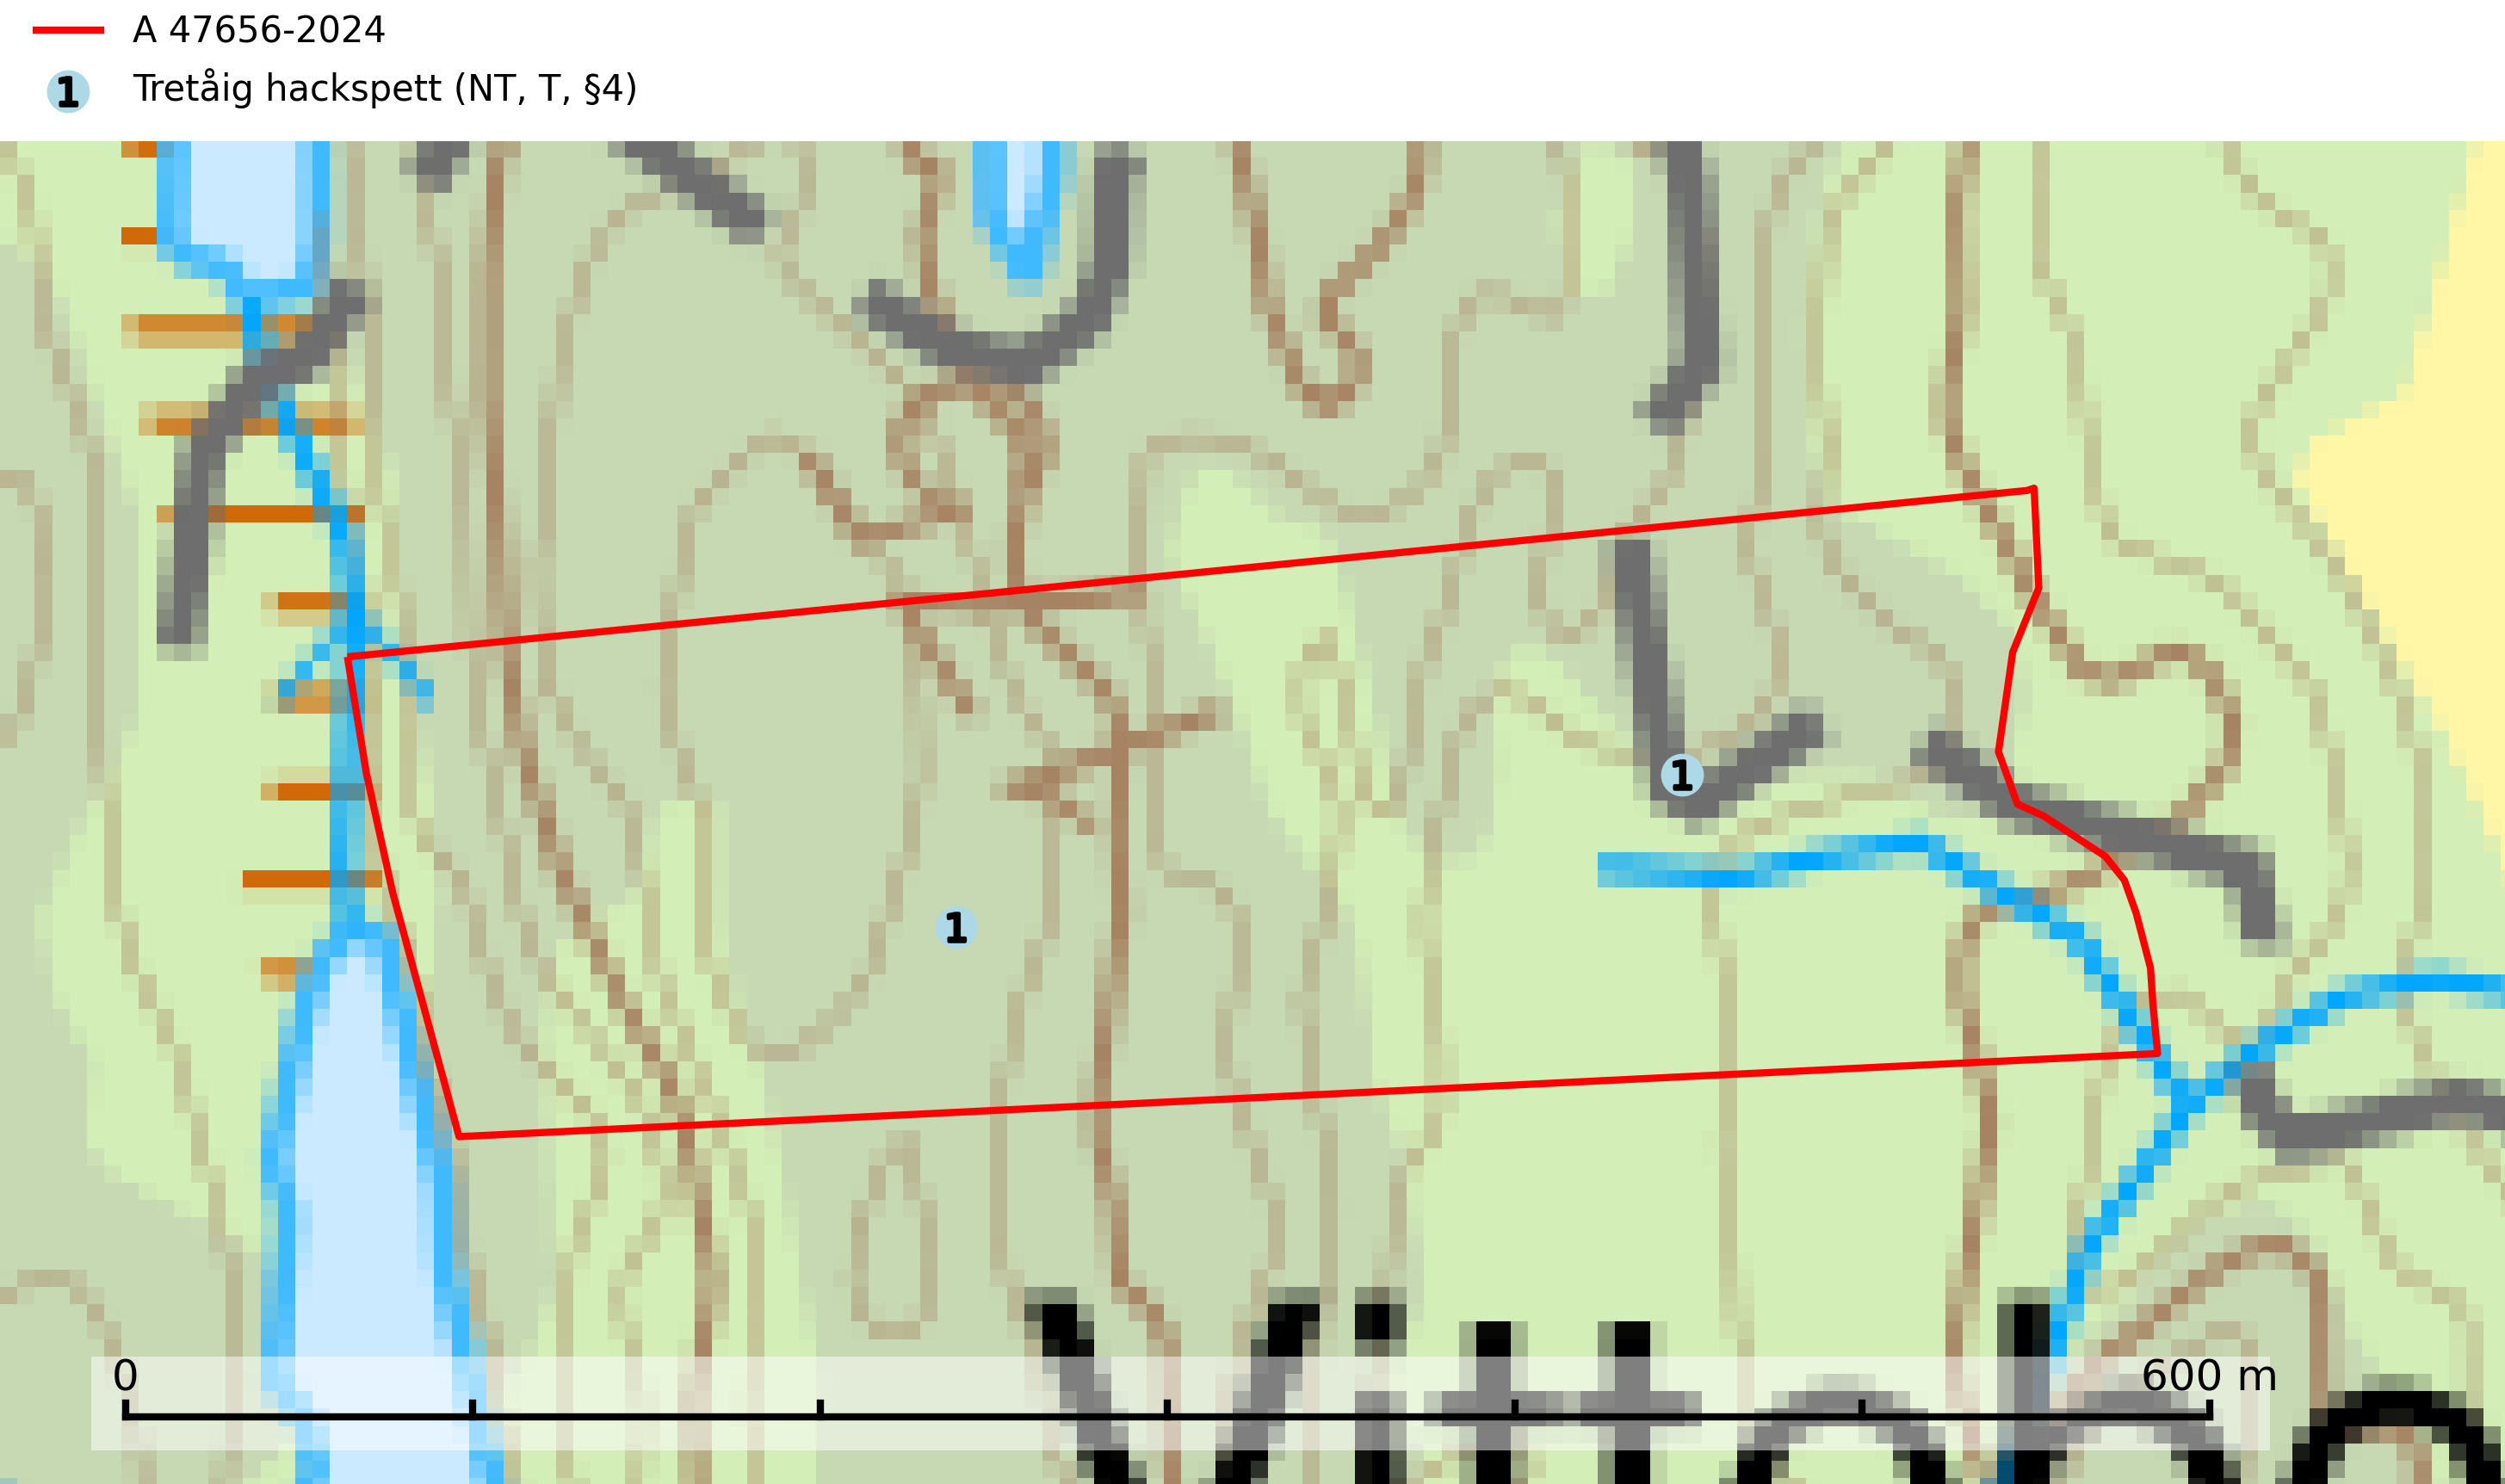 A 47656-2024
1 Tretåig hackspett (NT, T, §4)
1
1
0 600 m